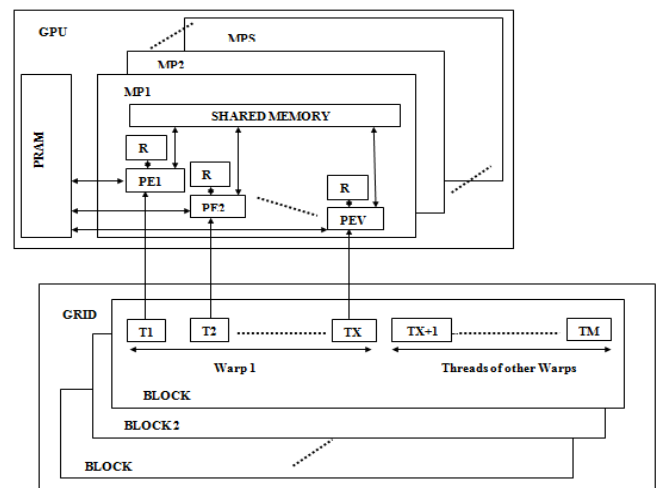 GPU
MPS
MP2
MP1
SHARED MEMORY
PRAM
R
PE1
R
PE2
R
PEV
GRID
T1
T2
TX
TX+1
TM
Warp 1
Threads of other Warps
BLOCK
BLOCK 2
BLOCK